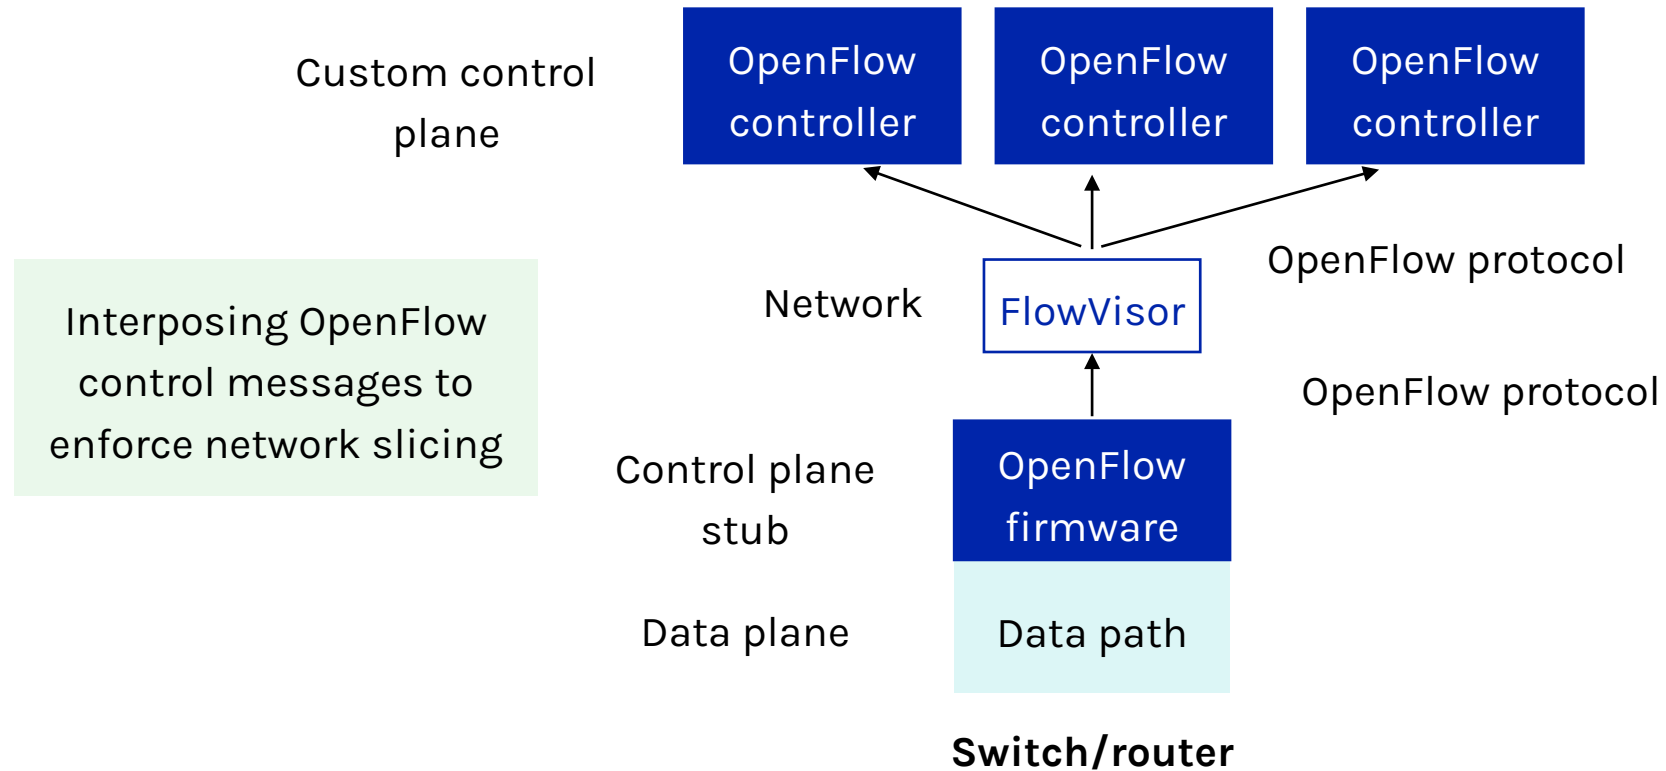 Custom control
plane
OpenFlow
controller
OpenFlow
controller
OpenFlow
controller
Interposing OpenFlow
control messages to
enforce network slicing
Network
FlowVisor
OpenFlow protocol
OpenFlow protocol
Control plane
stub
OpenFlow
firmware
Data plane
Data path
Switch/router